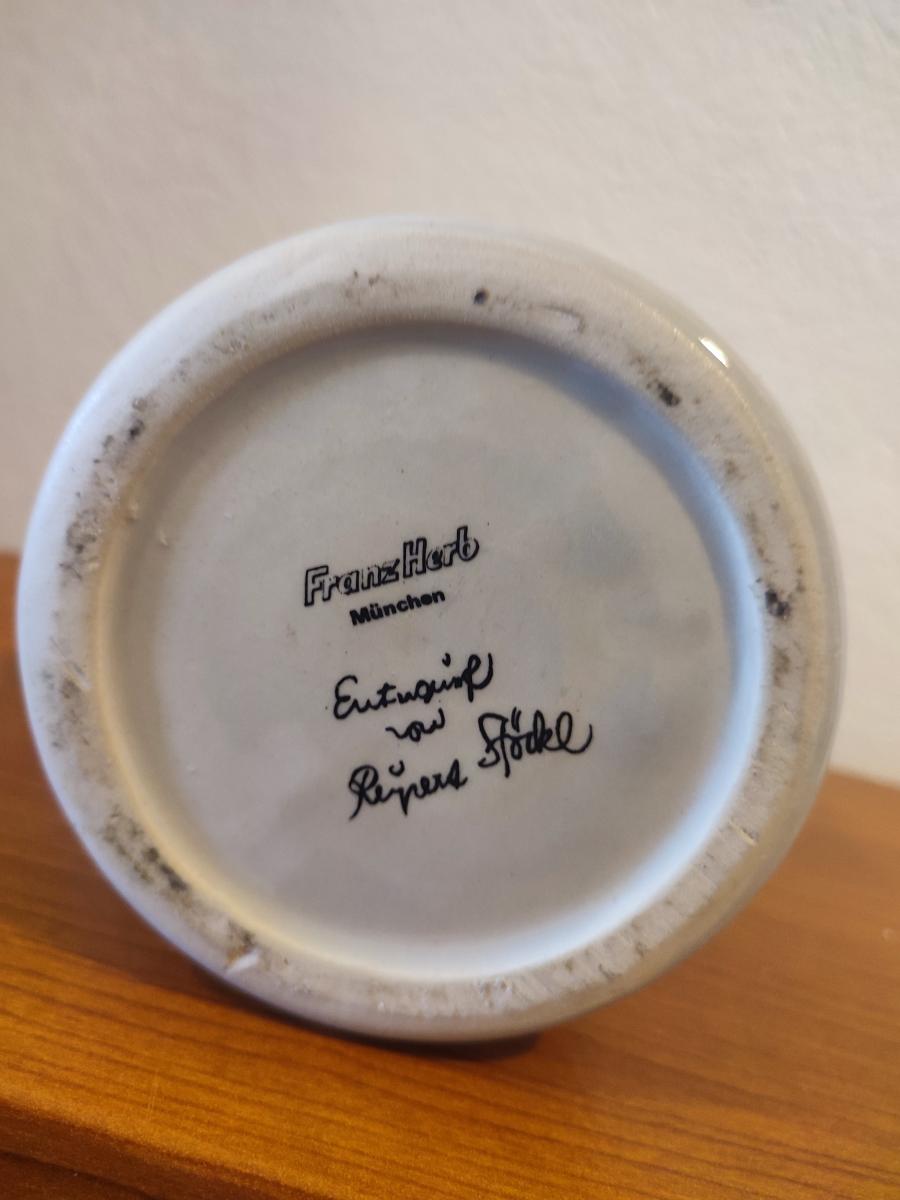 Franz Herb
München
Entwurf
von
Rupert Stöckl